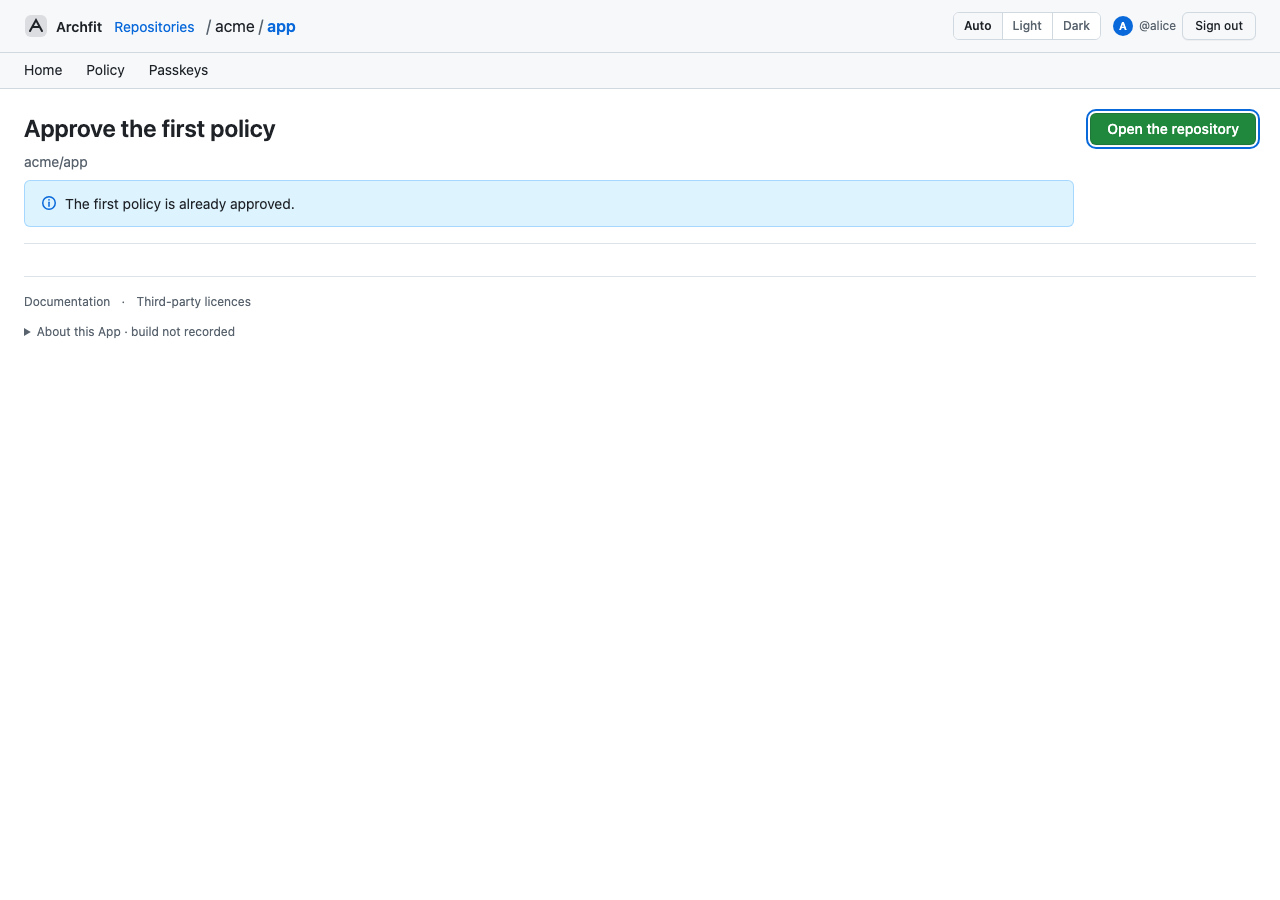 Archfit Repositories / acme / app
Auto Light Dark A @alice Sign out
Home Policy Passkeys
Approve the first policy
Open the repository
acme/app
The first policy is already approved.
Documentation · Third-party licences
About this App · build not recorded